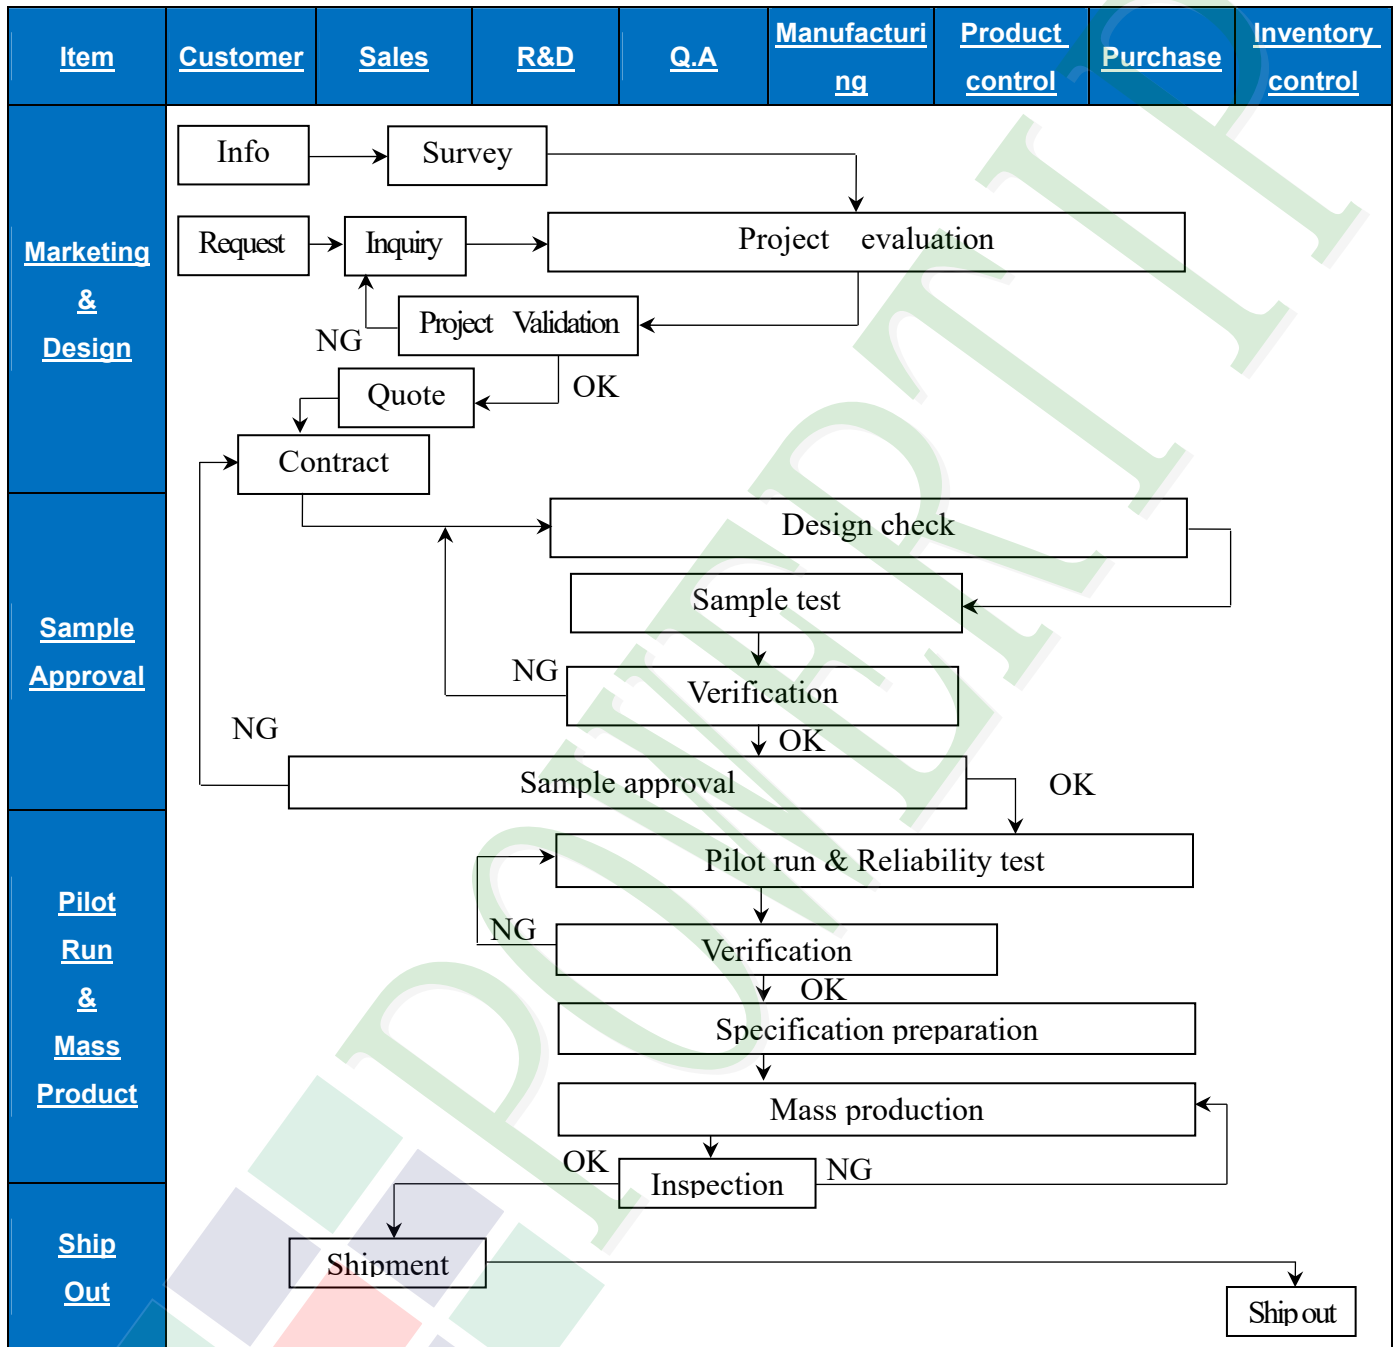 Item
Customer
Sales
R&D
Q.A
Manufacturi
ng
Product
control
Purchase
Inventory
control
Marketing
&
Design
Info
Survey
Request
Inquiry
Project evaluation
NG
Project Validation
OK
Quote
Contract
Sample
Approval
Design check
Sample test
NG
Verification
OK
NG
Sample approval
OK
Pilot
Run
&
Mass
Product
Pilot run & Reliability test
NG
Verification
OK
Specification preparation
Mass production
OK
Inspection
NG
Ship
Out
Shipment
Ship out
POWERTIP